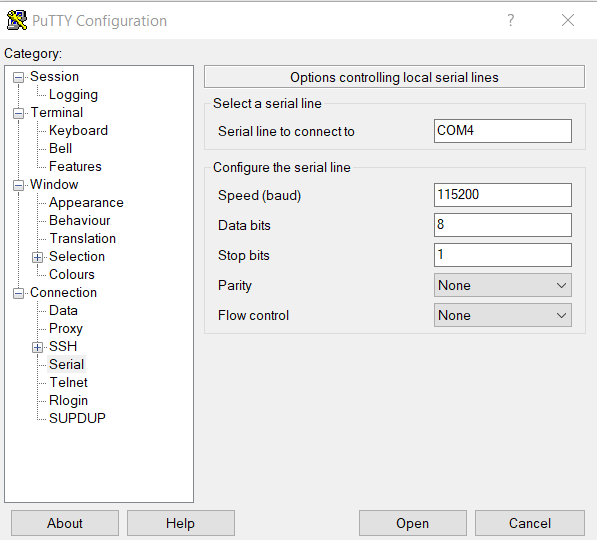 PuTTY Configuration
?
Category:
Session
Logging
Terminal
Keyboard
Bell
Features
Window
Appearance
Behaviour
Translation
Selection
Colours
Connection
Data
Proxy
SSH
Serial
Telnet
Rlogin
SUPDUP
Options controlling local serial lines
Select a serial line
Serial line to connect to COM4
Configure the serial line
Speed (baud) 115200
Data bits 8
Stop bits 1
Parity None
Flow control None
About Help Open Cancel